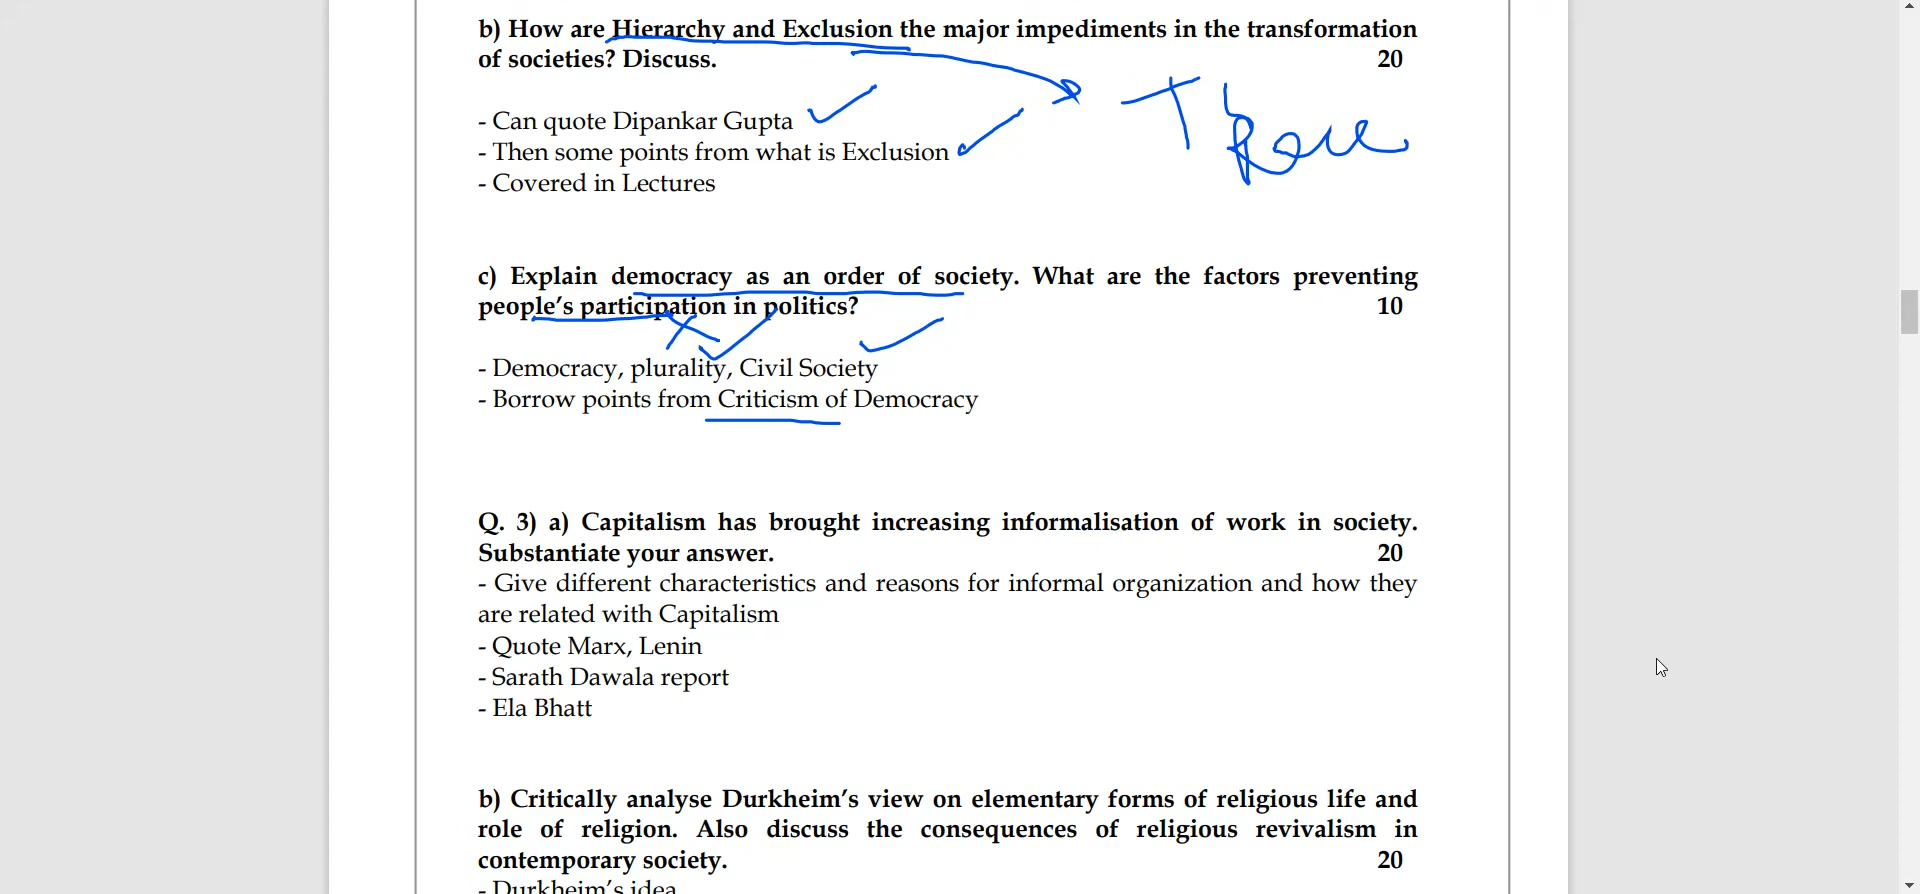 b) How are Hierarchy and Exclusion the major impediments in the transformation
of societies? Discuss. 20
- Can quote Dipankar Gupta
- Then some points from what is Exclusion
- Covered in Lectures
c) Explain democracy as an order of society. What are the factors preventing
people’s participation in politics? 10
- Democracy, plurality, Civil Society
- Borrow points from Criticism of Democracy
Q. 3) a) Capitalism has brought increasing informalisation of work in society.
Substantiate your answer. 20
- Give different characteristics and reasons for informal organization and how they
are related with Capitalism
- Quote Marx, Lenin
- Sarath Dawala report
- Ela Bhatt
b) Critically analyse Durkheim’s view on elementary forms of religious life and
role of religion. Also discuss the consequences of religious revivalism in
contemporary society. 20
- Durkheim’s idea